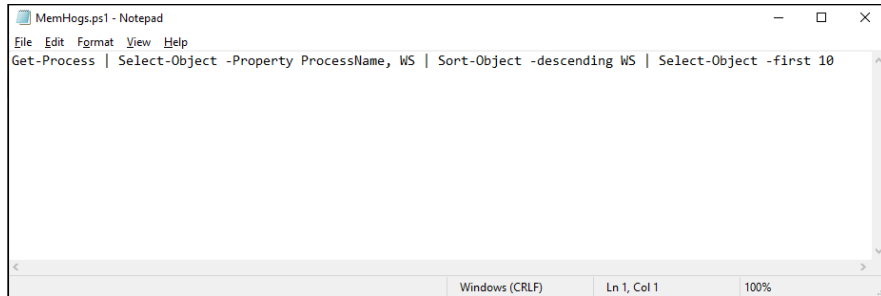 MemHogs.ps1 - Notepad
File Edit Format View Help
Get-Process | Select-Object -Property ProcessName, WS | Sort-Object -descending WS | Select-Object -first 10
Windows (CRLF) Ln 1, Col 1 100%